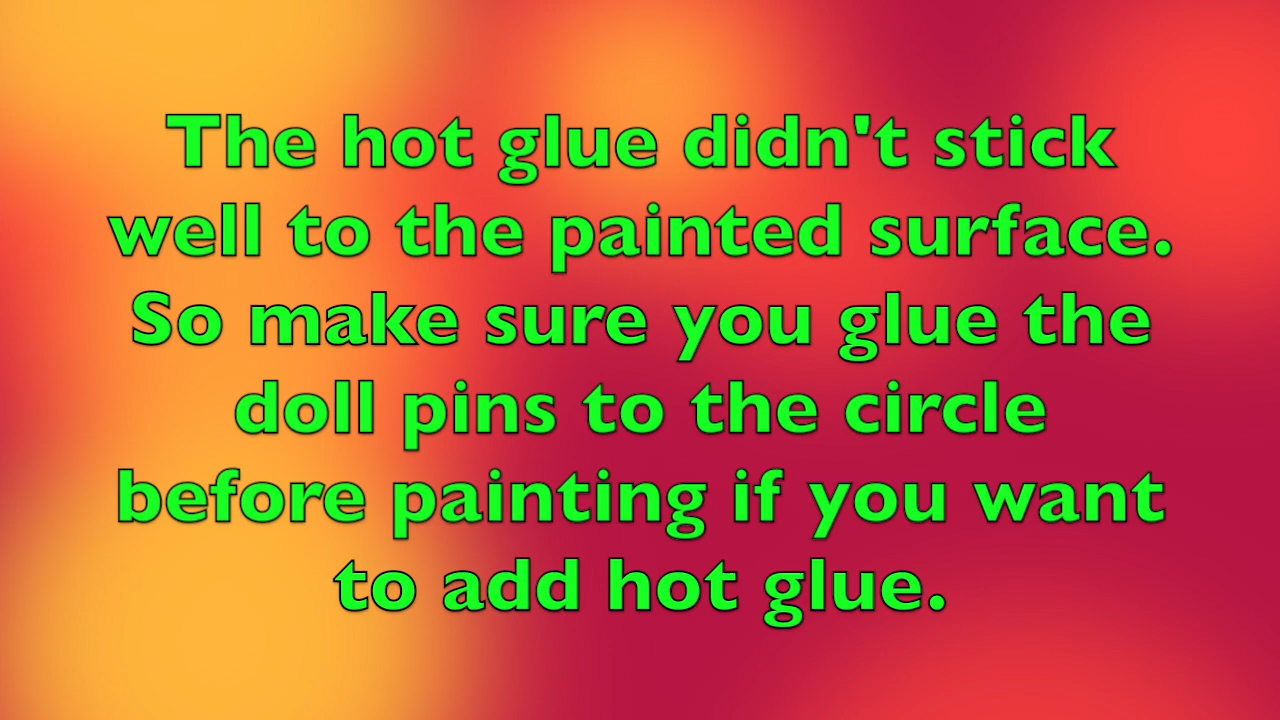 The hot glue didn't stick
well to the painted surface.
So make sure you glue the
doll pins to the circle
before painting if you want
to add hot glue.